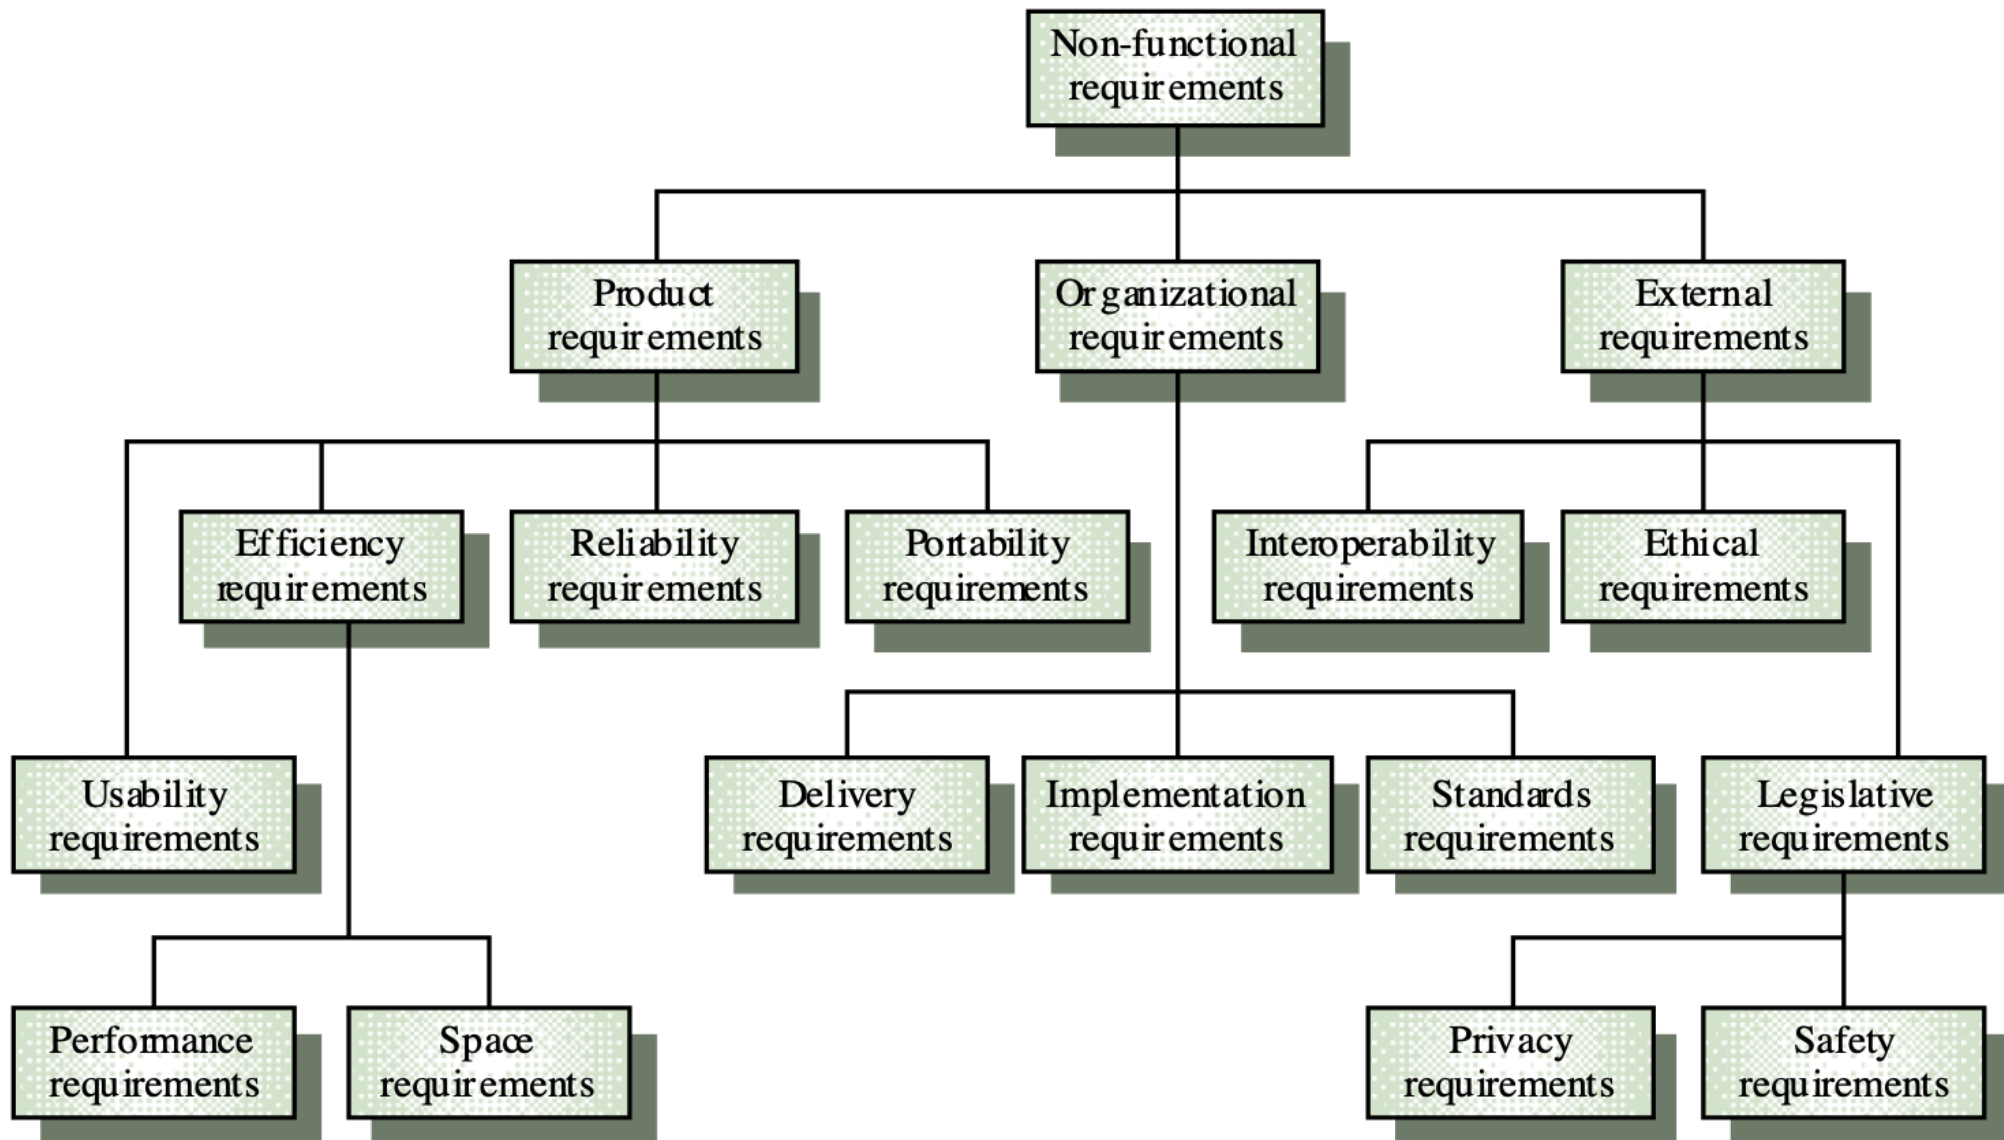 Non-functional
requirements
Product
requirements
Organizational
requirements
External
requirements
Efficiency
requirements
Reliability
requirements
Portability
requirements
Interoperability
requirements
Ethical
requirements
Usability
requirements
Delivery
requirements
Implementation
requirements
Standards
requirements
Legislative
requirements
Performance
requirements
Space
requirements
Privacy
requirements
Safety
requirements